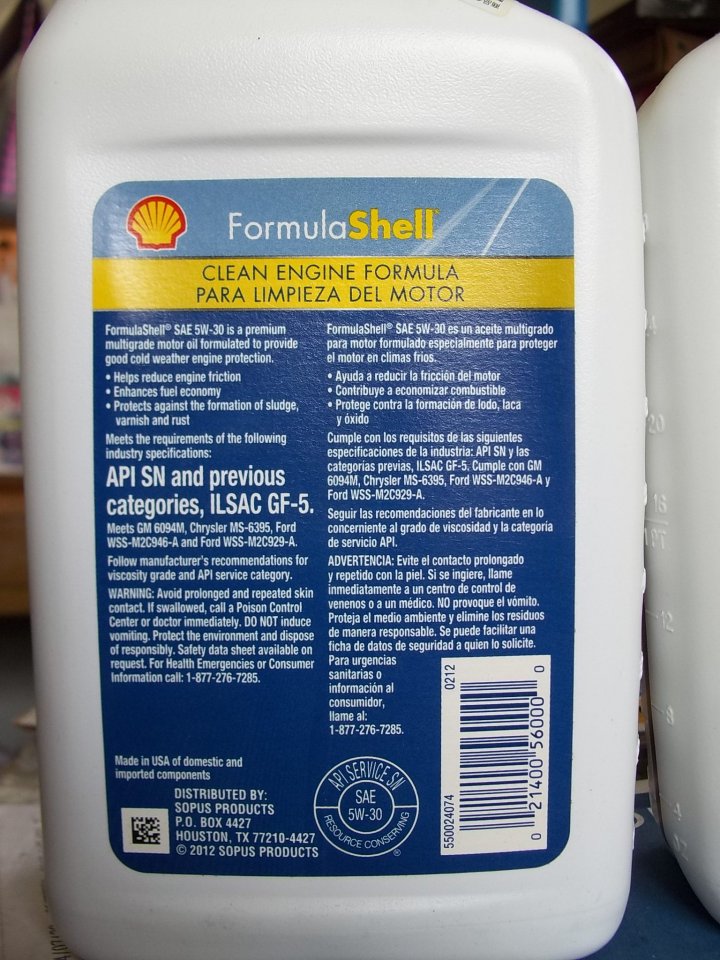 FormulaShell
CLEAN ENGINE FORMULA
PARA LIMPIEZA DEL MOTOR
FormulaShell® SAE 5W-30 is a premium
multigrade motor oil formulated to provide
good cold weather engine protection.
• Helps reduce engine friction
• Enhances fuel economy
• Protects against the formation of sludge,
varnish and rust
Meets the requirements of the following
industry specifications:
API SN and previous
categories, ILSAC GF-5.
Meets GM 6094M, Chrysler MS-6395, Ford
WSS-M2C946-A and Ford WSS-M2C929-A.
Follow manufacturer's recommendations for
viscosity grade and API service category.
WARNING: Avoid prolonged and repeated skin
contact. If swallowed, call a Poison Control
Center or doctor immediately. DO NOT induce
vomiting. Protect the environment and dispose
of responsibly. Safety data sheet available on
request. For Health Emergencies or Consumer
Information call: 1-877-276-7285.
FormulaShell® SAE 5W-30 es un aceite multigrado
para motor formulado especialmente para proteger
el motor en climas fríos.
• Ayuda a reducir la fricción del motor
• Contribuye a economizar combustible
• Protege contra la formación de lodo, laca
y óxido
Cumple con los requisitos de las siguientes
especificaciones de la industria: API SN y las
categorías previas, ILSAC GF-5. Cumple con GM
6094M, Chrysler MS-6395, Ford WSS-M2C946-A y
Ford WSS-M2C929-A.
Seguir las recomendaciones del fabricante en lo
concerniente al grado de viscosidad y la categoría
de servicio API.
ADVERTENCIA: Evite el contacto prolongado
y repetido con la piel. Si se ingiere, llame
inmediatamente a un centro de control de
venenos o a un médico. NO provoque el vómito.
Proteja el medio ambiente y elimine los residuos
de manera responsable. Se puede facilitar una
ficha de datos de seguridad a quien lo solicite.
Para urgencias
sanitarias o
información al
consumidor,
llame al:
1-877-276-7285.
Made in USA of domestic and
imported components
DISTRIBUTED BY:
SOPUS PRODUCTS
P.O. BOX 4427
HOUSTON, TX 77210-4427
© 2012 SOPUS PRODUCTS
API SERVICE SN
SAE
5W-30
RESOURCE CONSERVING
®
550024074
0212
0 21400 56000 0
20
16
1 PT
12
8
4